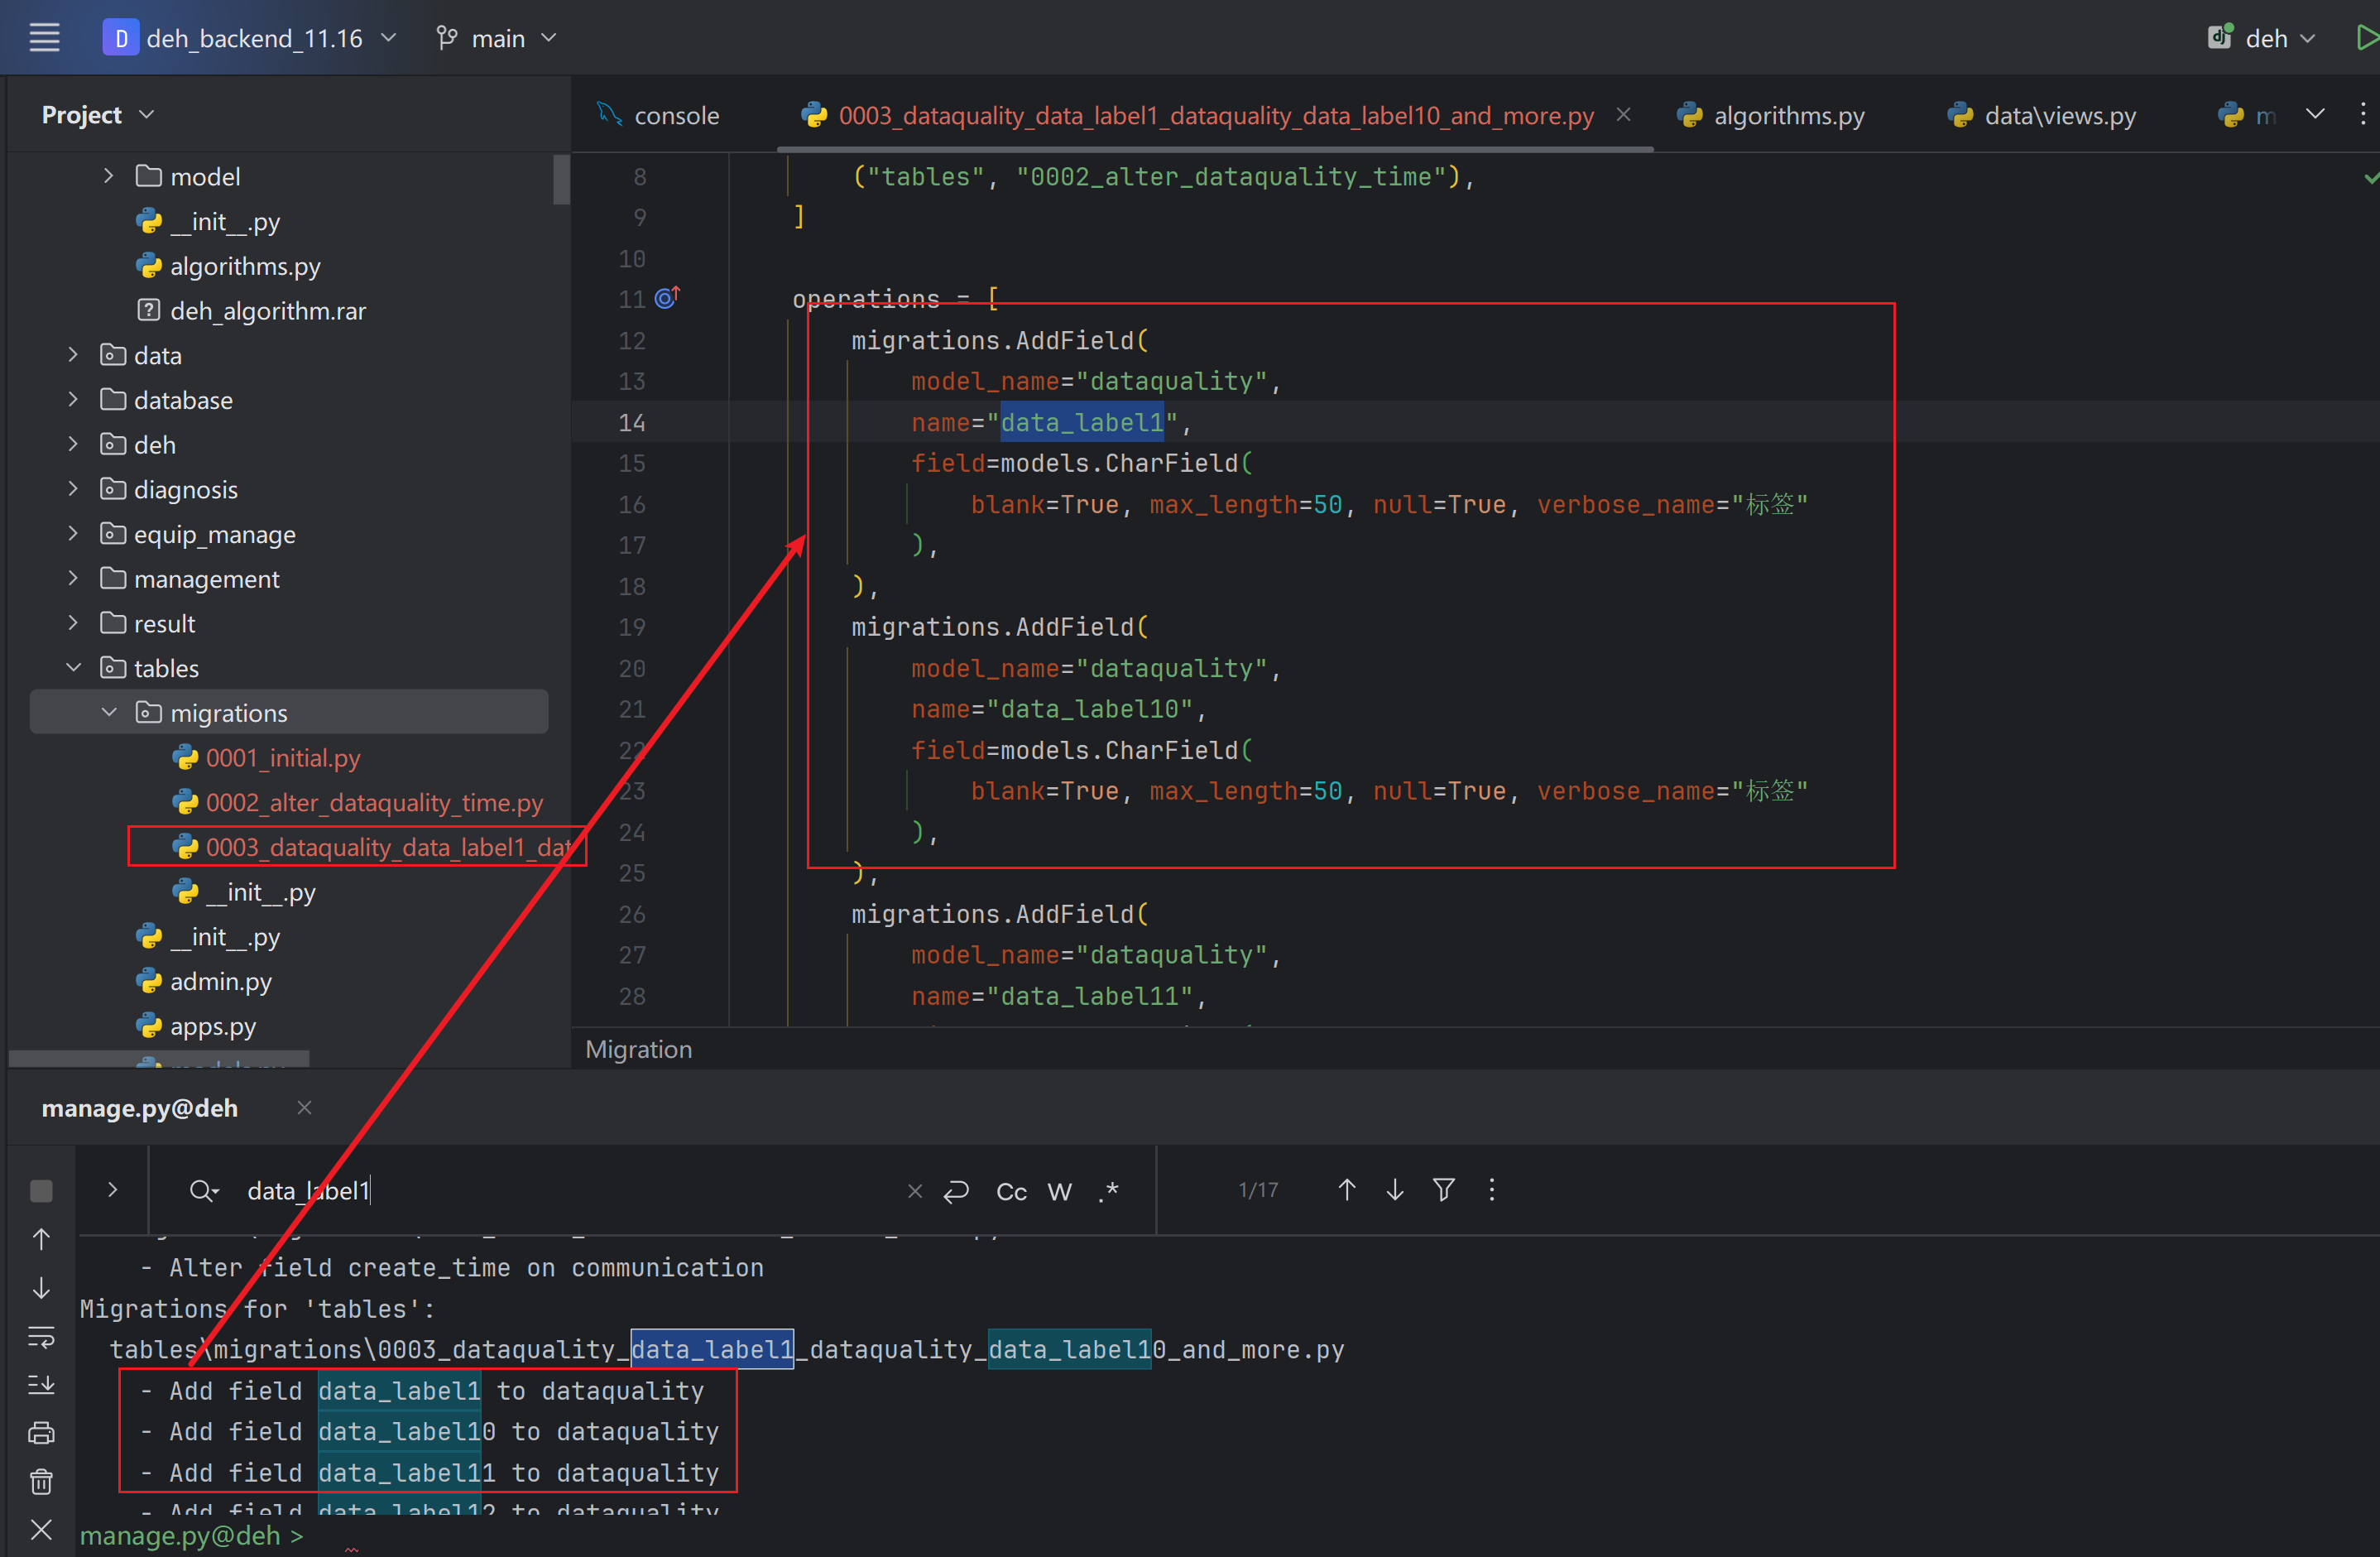 D deh_backend_11.16
main
deh
Project
console
0003_dataquality_data_label1_dataquality_data_label10_and_more.py
algorithms.py
data\views.py
m
model
__init__.py
algorithms.py
deh_algorithm.rar
data
database
deh
diagnosis
equip_manage
management
result
tables
migrations
0001_initial.py
0002_alter_dataquality_time.py
0003_dataquality_data_label1_dat
__init__.py
__init__.py
admin.py
apps.py
models.py
8 ("tables", "0002_alter_dataquality_time"),
9 ]
10
11 operations = [
12 migrations.AddField(
13 model_name="dataquality",
14 name="data_label1",
15 field=models.CharField(
16 blank=True, max_length=50, null=True, verbose_name="标签"
17 ),
18 ),
19 migrations.AddField(
20 model_name="dataquality",
21 name="data_label10",
22 field=models.CharField(
23 blank=True, max_length=50, null=True, verbose_name="标签"
24 ),
25 ),
26 migrations.AddField(
27 model_name="dataquality",
28 name="data_label11",
Migration
manage.py@deh
data_label1
Cc W .*
1/17
- Alter field create_time on communication
Migrations for 'tables':
tables\migrations\0003_dataquality_data_label1_dataquality_data_label10_and_more.py
- Add field data_label1 to dataquality
- Add field data_label10 to dataquality
- Add field data_label11 to dataquality
- Add field data_label12 to dataquality
manage.py@deh >